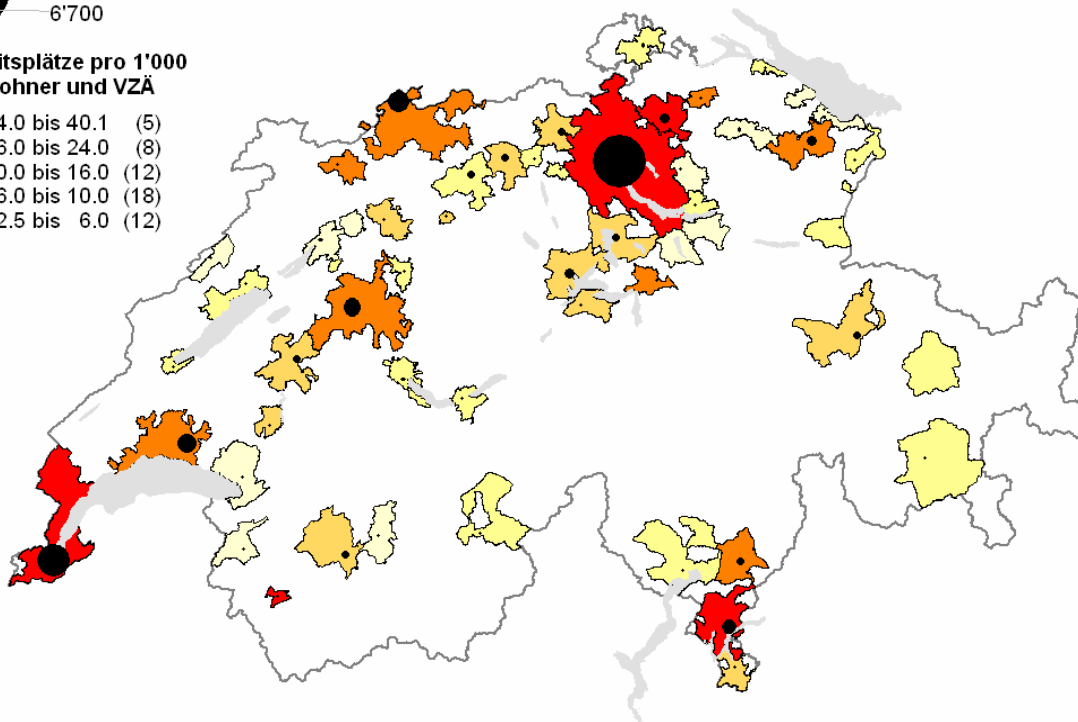 6'700
itsplätze pro 1'000
ohner und VZÄ
4.0 bis 40.1 (5)
6.0 bis 24.0 (8)
0.0 bis 16.0 (12)
6.0 bis 10.0 (18)
2.5 bis 6.0 (12)